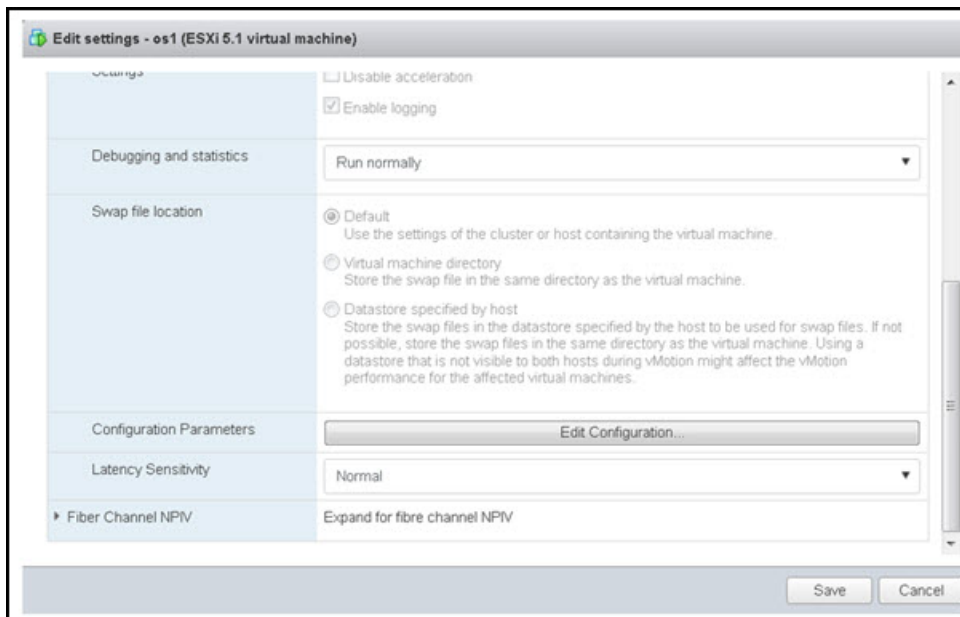 Edit settings - os1 (ESXi 5.1 virtual machine)
Settings
Disable acceleration
Enable logging
Debugging and statistics
Run normally
Swap file location
Default
Use the settings of the cluster or host containing the virtual machine.
Virtual machine directory
Store the swap file in the same directory as the virtual machine.
Datastore specified by host
Store the swap files in the datastore specified by the host to be used for swap files. If not
possible, store the swap files in the same directory as the virtual machine. Using a
datastore that is not visible to both hosts during vMotion might affect the vMotion
performance for the affected virtual machines.
Configuration Parameters
Edit Configuration...
Latency Sensitivity
Normal
Fiber Channel NPIV
Expand for fibre channel NPIV
Save
Cancel